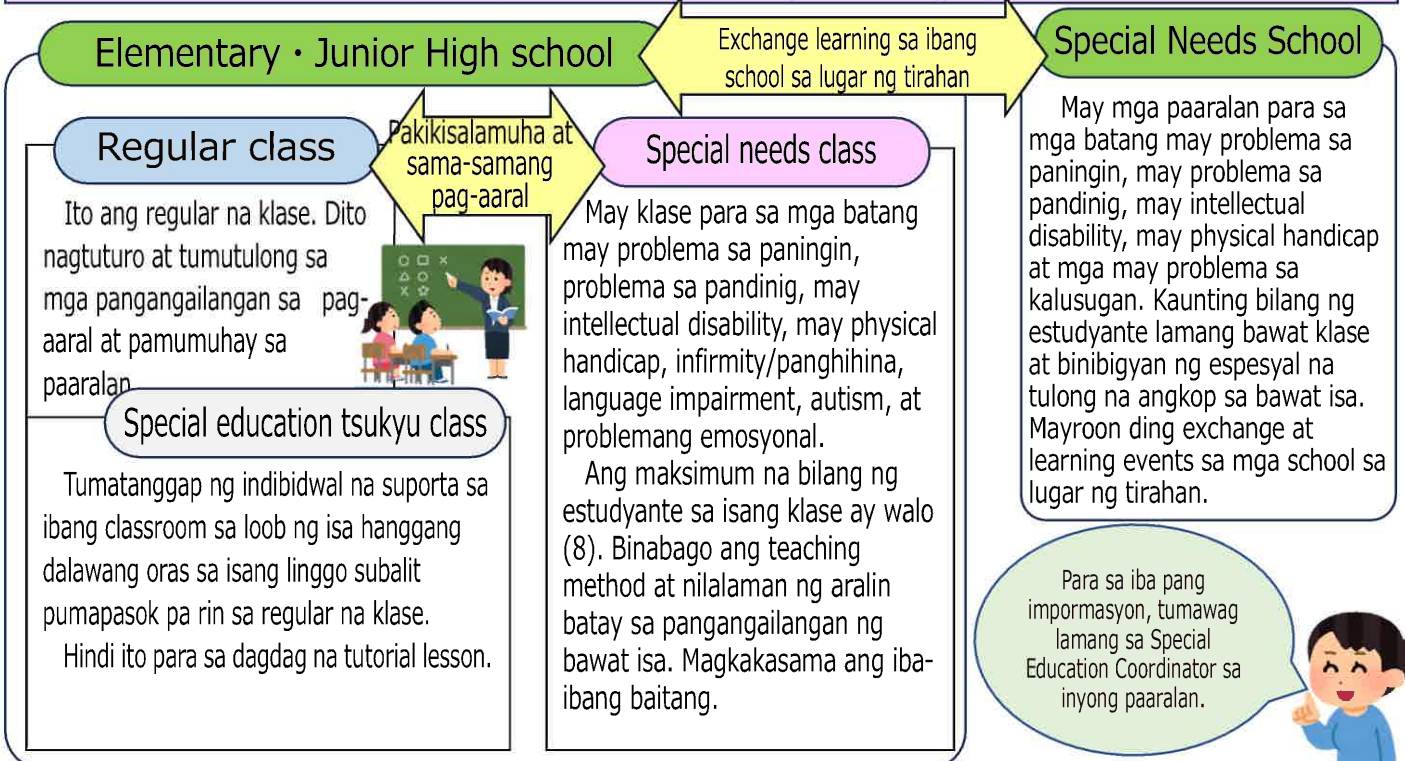 Elementary・Junior High school
Exchange learning sa ibang
school sa lugar ng tirahan
Special Needs School
Regular class
Pakikisalamuha at
sama-samang
pag-aaral
Special needs class
Ito ang regular na klase. Dito
nagtuturo at tumutulong sa
mga pangangailangan sa pag-
aaral at pamumuhay sa
paaralan
Special education tsukyu class
Tumatanggap ng indibidwal na suporta sa
ibang classroom sa loob ng isa hanggang
dalawang oras sa isang linggo subalit
pumapasok pa rin sa regular na klase.
Hindi ito para sa dagdag na tutorial lesson.
May klase para sa mga batang
may problema sa paningin,
problema sa pandinig, may
intellectual disability, may physical
handicap, infirmity/panghihina,
language impairment, autism, at
problemang emosyonal.
Ang maksimum na bilang ng
estudyante sa isang klase ay walo
(8). Binabago ang teaching
method at nilalaman ng aralin
batay sa pangangailangan ng
bawat isa. Magkakasama ang iba-
ibang baitang.
May mga paaralan para sa
mga batang may problema sa
paningin, may problema sa
pandinig, may intellectual
disability, may physical handicap
at mga may problema sa
kalusugan. Kaunting bilang ng
estudyante lamang bawat klase
at binibigyan ng espesyal na
tulong na angkop sa bawat isa.
Mayroon ding exchange at
learning events sa mga school sa
lugar ng tirahan.
Para sa iba pang
impormasyon, tumawag
lamang sa Special
Education Coordinator sa
inyong paaralan.